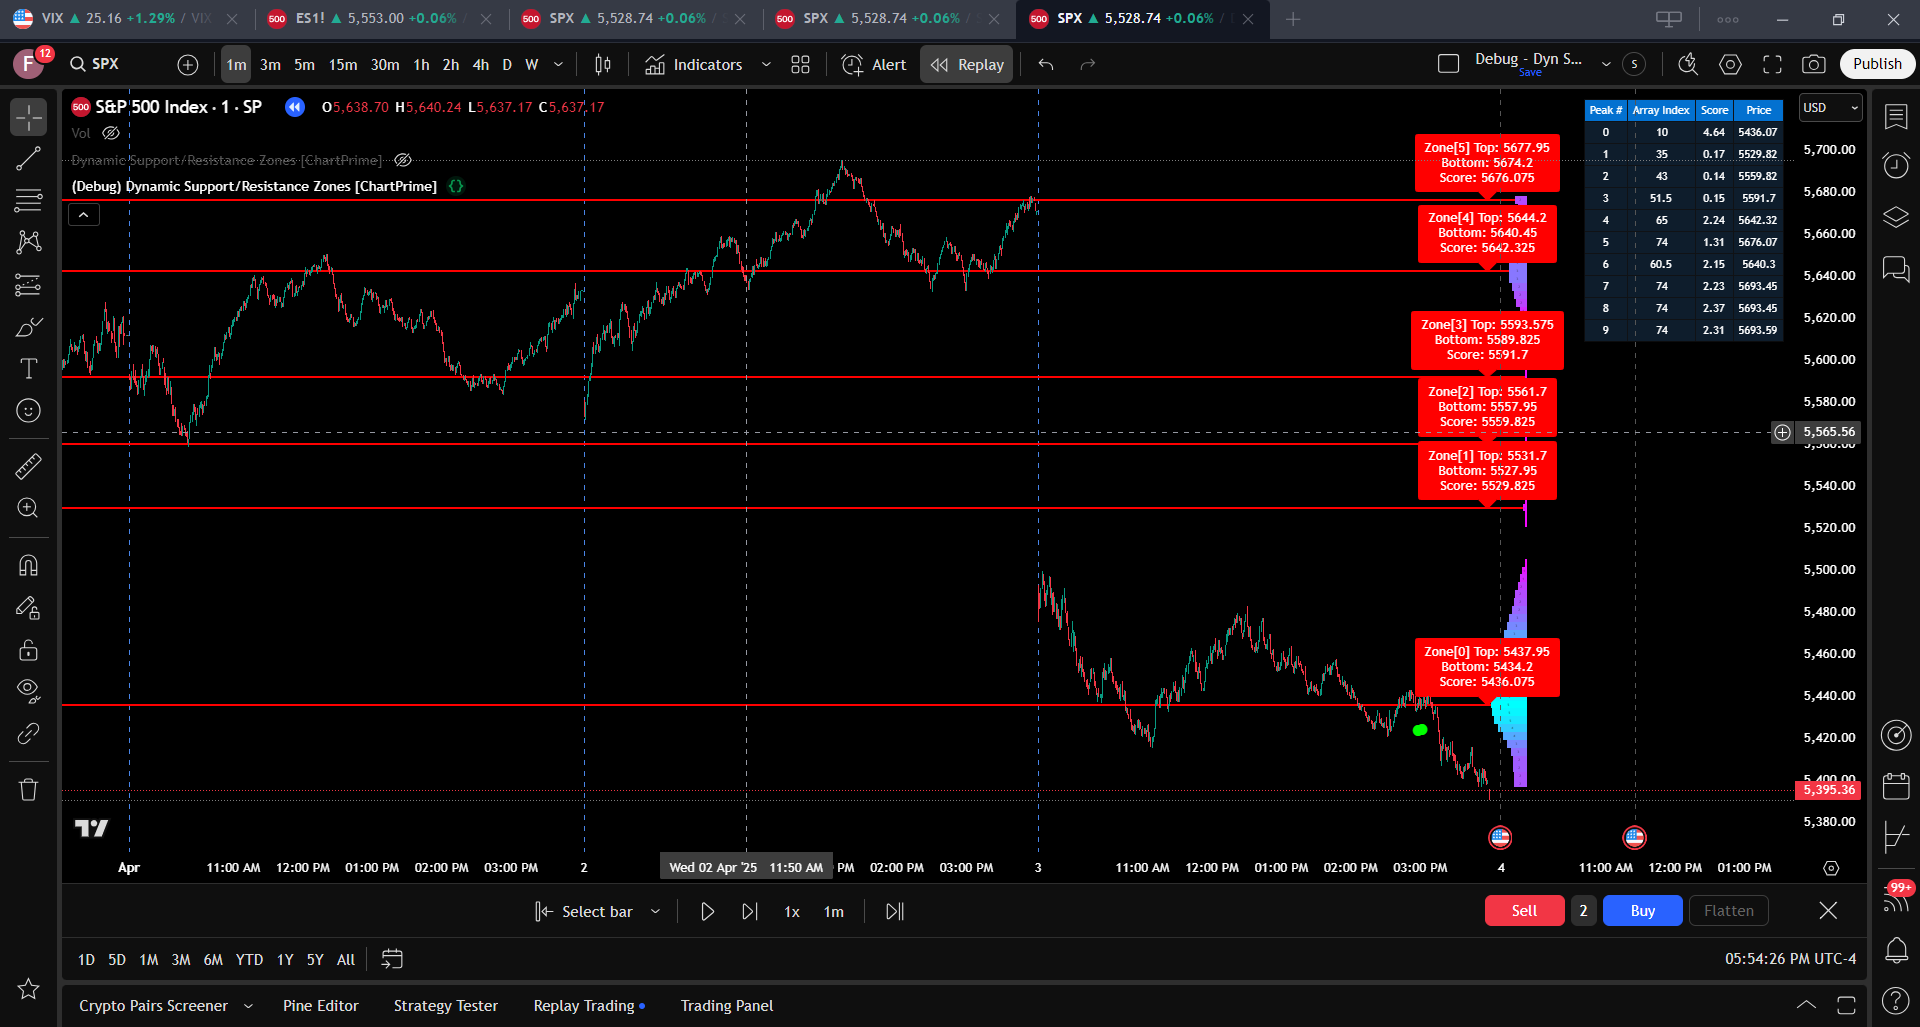 VIX ▲ 25.16 +1.29% / VIX
500 ES1! ▲ 5,553.00 +0.06% /
500 SPX ▲ 5,528.74 +0.06% / S
500 SPX ▲ 5,528.74 +0.06% / S
500 SPX ▲ 5,528.74 +0.06% /
F 12 SPX 1m 3m 5m 15m 30m 1h 2h 4h D W Indicators Alert Replay Debug - Dyn S... Save S Publish
500 S&P 500 Index · 1 · SP O5,638.70 H5,640.24 L5,637.17 C5,637.17
Vol
Dynamic Support/Resistance Zones [ChartPrime]
(Debug) Dynamic Support/Resistance Zones [ChartPrime] {}
Zone[5] Top: 5677.95
Bottom: 5674.2
Score: 5676.075
Zone[4] Top: 5644.2
Bottom: 5640.45
Score: 5642.325
Zone[3] Top: 5593.575
Bottom: 5589.825
Score: 5591.7
Zone[2] Top: 5561.7
Bottom: 5557.95
Score: 5559.825
Zone[1] Top: 5531.7
Bottom: 5527.95
Score: 5529.825
Zone[0] Top: 5437.95
Bottom: 5434.2
Score: 5436.075
Peak # Array Index Score Price
0 10 4.64 5436.07
1 35 0.17 5529.82
2 43 0.14 5559.82
3 51.5 0.15 5591.7
4 65 2.24 5642.32
5 74 1.31 5676.07
6 60.5 2.15 5640.3
7 74 2.23 5693.45
8 74 2.37 5693.45
9 74 2.31 5693.59
USD
5,700.00
5,680.00
5,660.00
5,640.00
5,620.00
5,600.00
5,580.00
5,565.56
5,560.00
5,540.00
5,520.00
5,500.00
5,480.00
5,460.00
5,440.00
5,420.00
5,400.00
5,395.36
5,380.00
Apr 11:00 AM 12:00 PM 01:00 PM 02:00 PM 03:00 PM 2 Wed 02 Apr '25 11:50 AM PM 02:00 PM 03:00 PM 3 11:00 AM 12:00 PM 01:00 PM 02:00 PM 03:00 PM 4 11:00 AM 12:00 PM 01:00 PM
Select bar 1x 1m Sell 2 Buy Flatten
99+
1D 5D 1M 3M 6M YTD 1Y 5Y All 05:54:26 PM UTC-4
Crypto Pairs Screener Pine Editor Strategy Tester Replay Trading Trading Panel